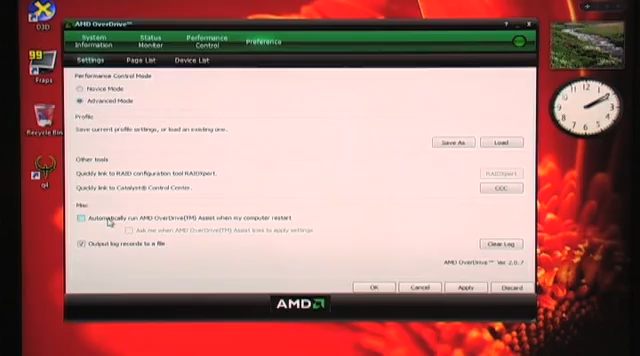 D3D
99
Fraps
Recycle Bin
q4
AMD OverDrive™
System Information
Status Monitor
Performance Control
Preference
Settings
Page List
Device List
Performance Control Mode
Novice Mode
Advanced Mode
Profile
Save current profile settings, or load an existing one.
Save As
Load
Other tools
Quickly link to RAID configuration tool RAIDXpert.
RAIDXpert
Quickly link to Catalyst® Control Center.
CCC
Misc
Automatically run AMD OverDrive(TM) Assist when my computer restart
Ask me when AMD OverDrive(TM) Assist tries to apply settings
Output log records to a file
Clear Log
AMD OverDrive™ Ver 2.0.7
OK
Cancel
Apply
Discard
AMD